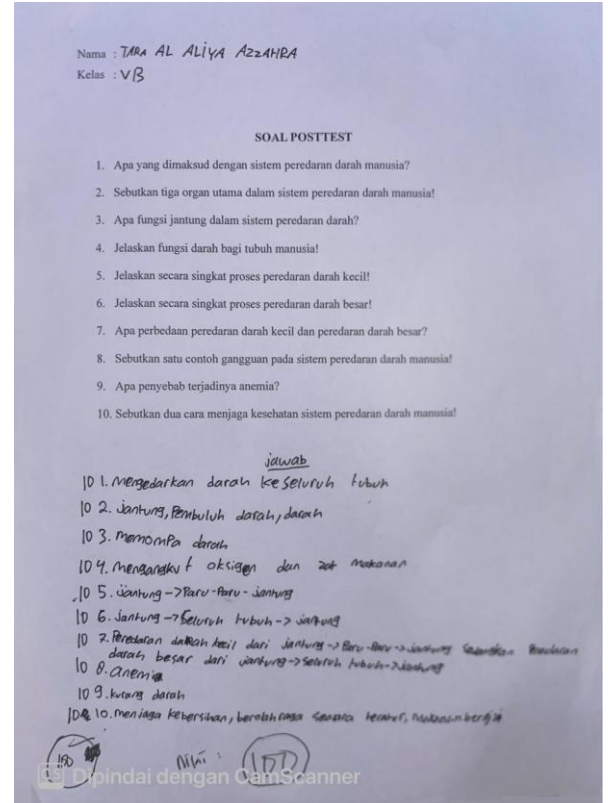 Nama : TARA AL ALIYA AZZAHRA
Kelas : VB
SOAL POSTTEST
1. Apa yang dimaksud dengan sistem peredaran darah manusia?
2. Sebutkan tiga organ utama dalam sistem peredaran darah manusia!
3. Apa fungsi jantung dalam sistem peredaran darah?
4. Jelaskan fungsi darah bagi tubuh manusia!
5. Jelaskan secara singkat proses peredaran darah kecil!
6. Jelaskan secara singkat proses peredaran darah besar!
7. Apa perbedaan peredaran darah kecil dan peredaran darah besar?
8. Sebutkan satu contoh gangguan pada sistem peredaran darah manusia!
9. Apa penyebab terjadinya anemia?
10. Sebutkan dua cara menjaga kesehatan sistem peredaran darah manusia!
jawab
10 1. Mengedarkan darah keseluruh tubuh
10 2. Jantung, Pembuluh darah, darah
10 3. Memompa darah
10 4. mengangkut oksigen dan zat makanan
10 5. Jantung -> Paru-Paru - jantung
10 6. Jantung -> Seluruh tubuh -> jantung
10 7. Peredaran darah kecil dari jantung -> Paru-Paru -> jantung Sedangkan Peredaran
darah besar dari jantung -> seluruh tubuh -> jantung
10 8. anemia
10 9. kurang darah
10 10. menjaga kebersihan, berolahraga secara teratur, makanan bergizi
100 Nilai : 100
CS Dipindai dengan CamScanner